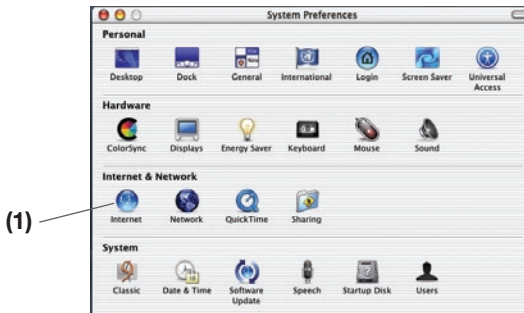 System Preferences
Personal
Desktop Dock General International Login Screen Saver Universal Access
Hardware
ColorSync Displays Energy Saver Keyboard Mouse Sound
Internet & Network
(1)
Internet Network QuickTime Sharing
System
Classic Date & Time Software Update Speech Startup Disk Users